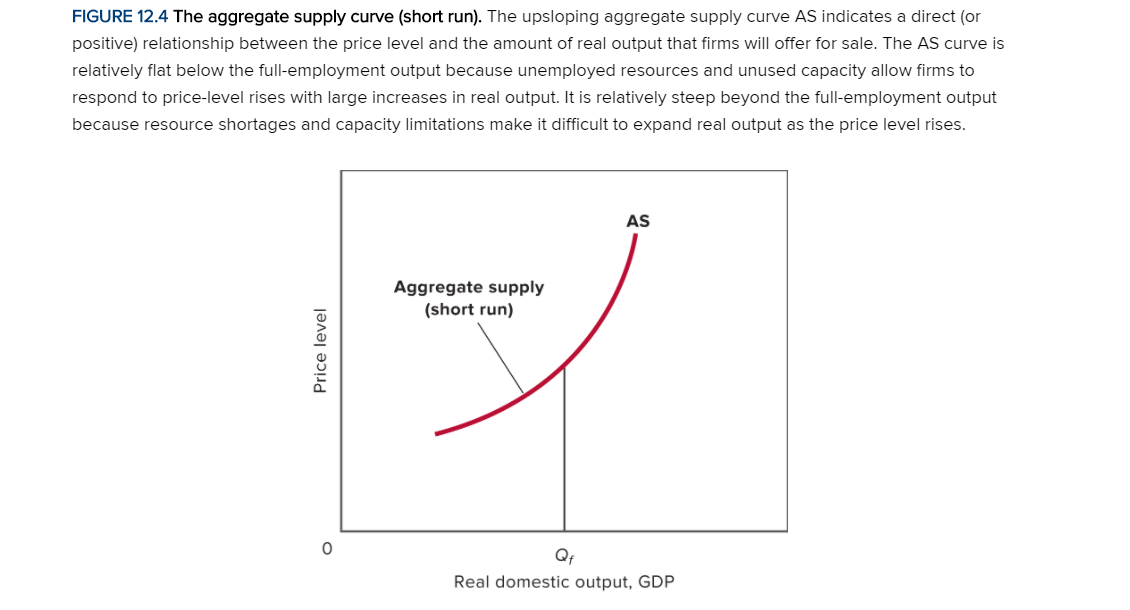 FIGURE 12.4 The aggregate supply curve (short run). The upsloping aggregate supply curve AS indicates a direct (or
positive) relationship between the price level and the amount of real output that firms will offer for sale. The AS curve is
relatively flat below the full-employment output because unemployed resources and unused capacity allow firms to
respond to price-level rises with large increases in real output. It is relatively steep beyond the full-employment output
because resource shortages and capacity limitations make it difficult to expand real output as the price level rises.
AS
Aggregate supply
(short run)
Price level
0
Qf
Real domestic output, GDP